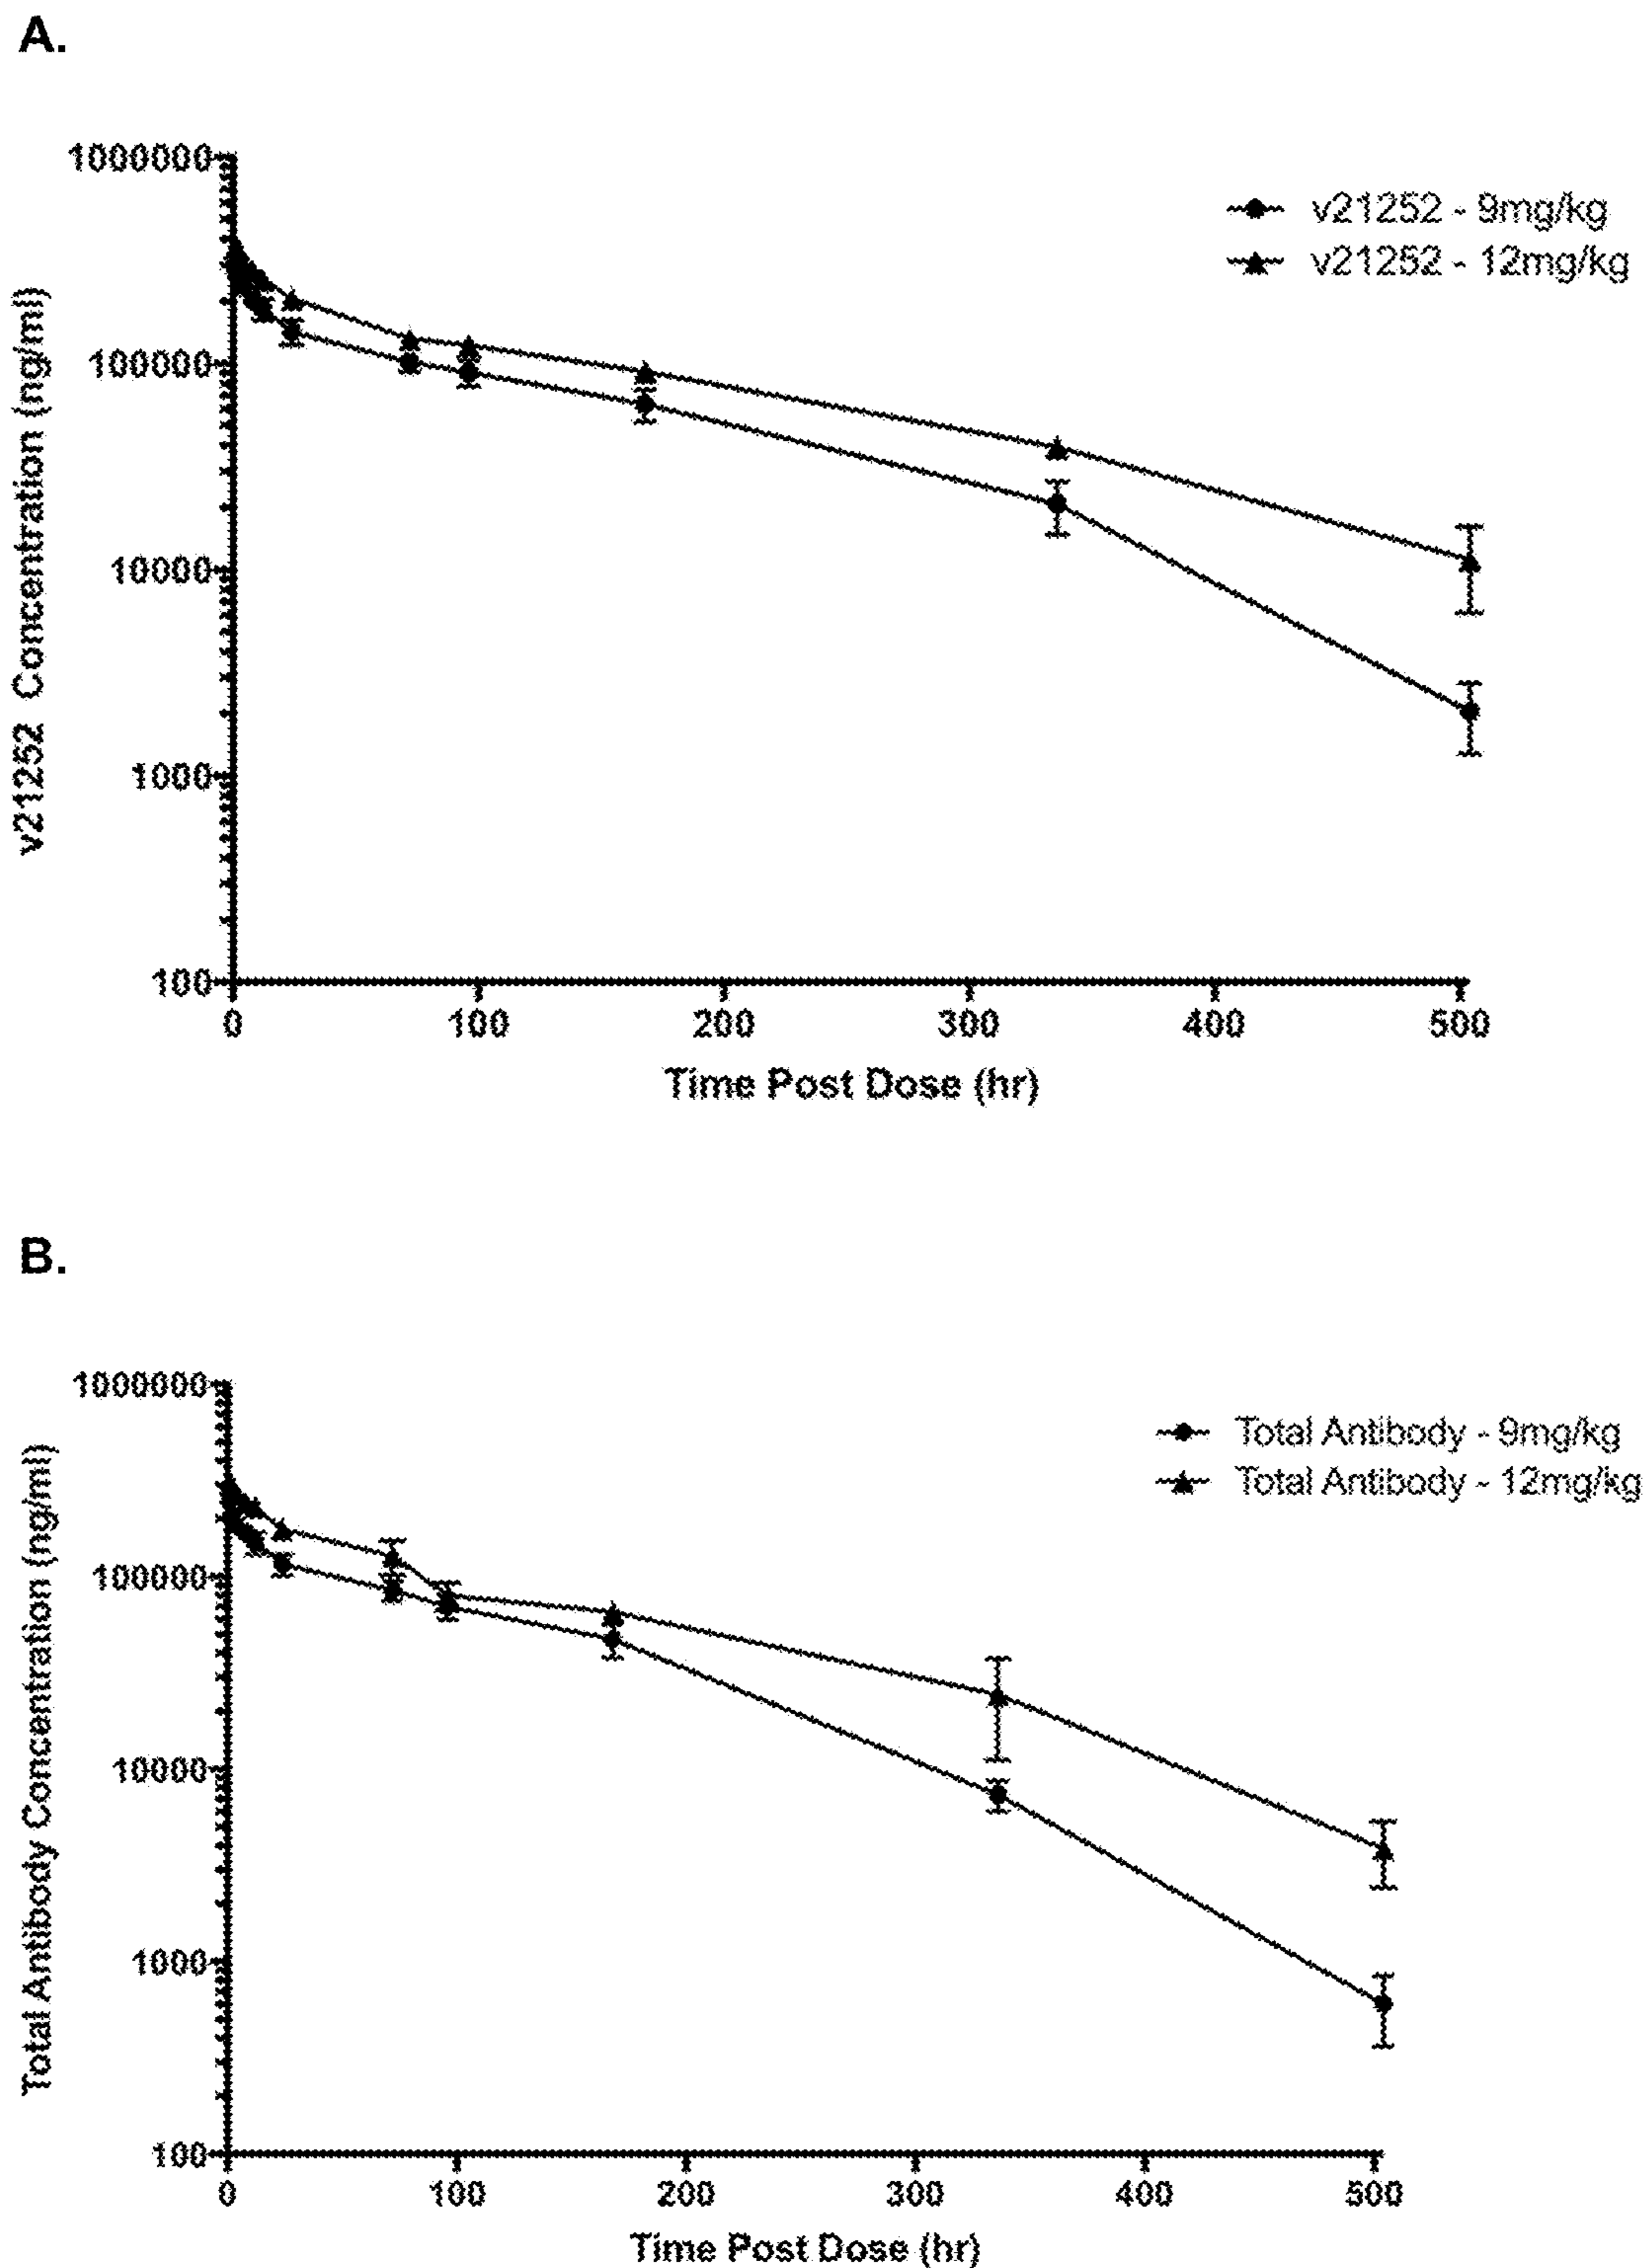 A.
1000000
100000
10000
1000
100
v21252 Concentration (ng/ml)
v21252 - 9mg/kg
v21252 - 12mg/kg
0 100 200 300 400 500
Time Post Dose (hr)
B.
1000000
100000
10000
1000
100
Total Antibody Concentration (ng/ml)
Total Antibody - 9mg/kg
Total Antibody - 12mg/kg
0 100 200 300 400 500
Time Post Dose (hr)